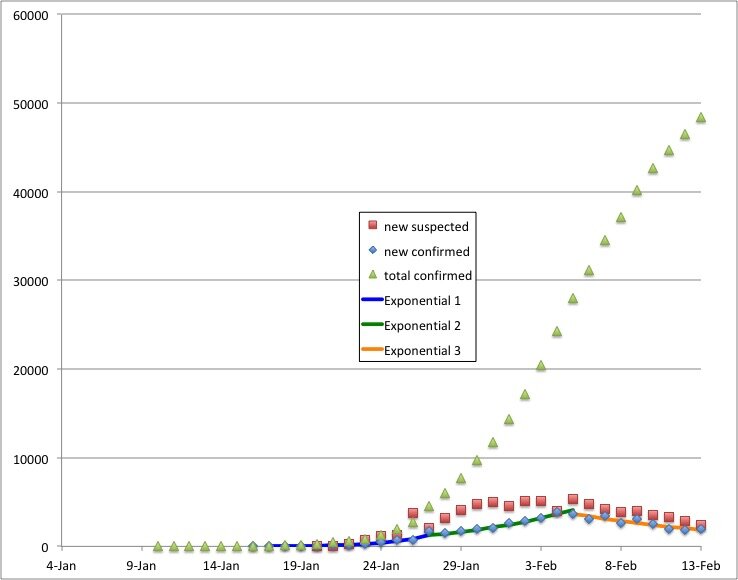 60000
50000
40000
30000
20000
10000
0
new suspected
new confirmed
total confirmed
Exponential 1
Exponential 2
Exponential 3
4-Jan 9-Jan 14-Jan 19-Jan 24-Jan 29-Jan 3-Feb 8-Feb 13-Feb